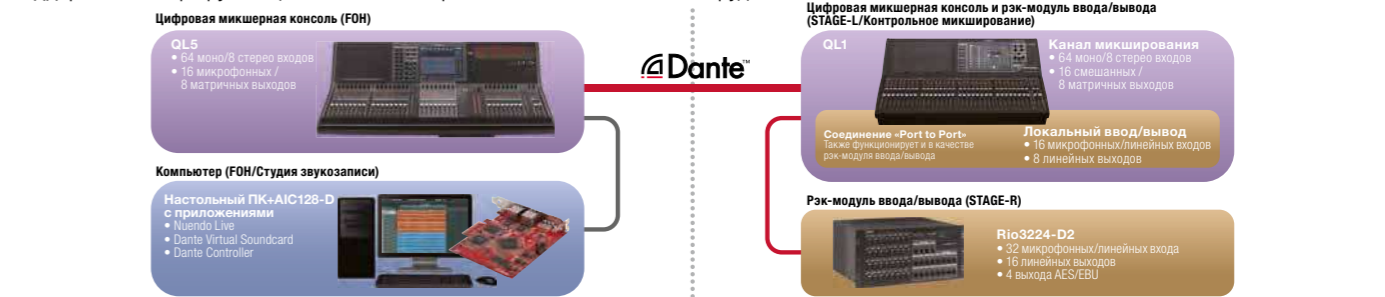 Цифровая микшерная консоль (FOH)
QL5
• 64 моно/8 стерео входов
• 16 микрофонных /
8 матричных выходов
Dante™
Цифровая микшерная консоль и рэк-модуль ввода/вывода
(STAGE-L/Контрольное микширование)
QL1
Канал микширования
• 64 моно/8 стерео входов
• 16 смешанных /
8 матричных выходов
Соединение «Port to Port»
Также функционирует и в качестве
рэк-модуля ввода/вывода
Локальный ввод/вывод
• 16 микрофонных/линейных входов
• 8 линейных выходов
Компьютер (FOH/Студия звукозаписи)
Настольный ПК+AIC128-D
с приложениями
• Nuendo Live
• Dante Virtual Soundcard
• Dante Controller
Рэк-модуль ввода/вывода (STAGE-R)
Rio3224-D2
• 32 микрофонных/линейных входа
• 16 линейных выходов
• 4 выхода AES/EBU